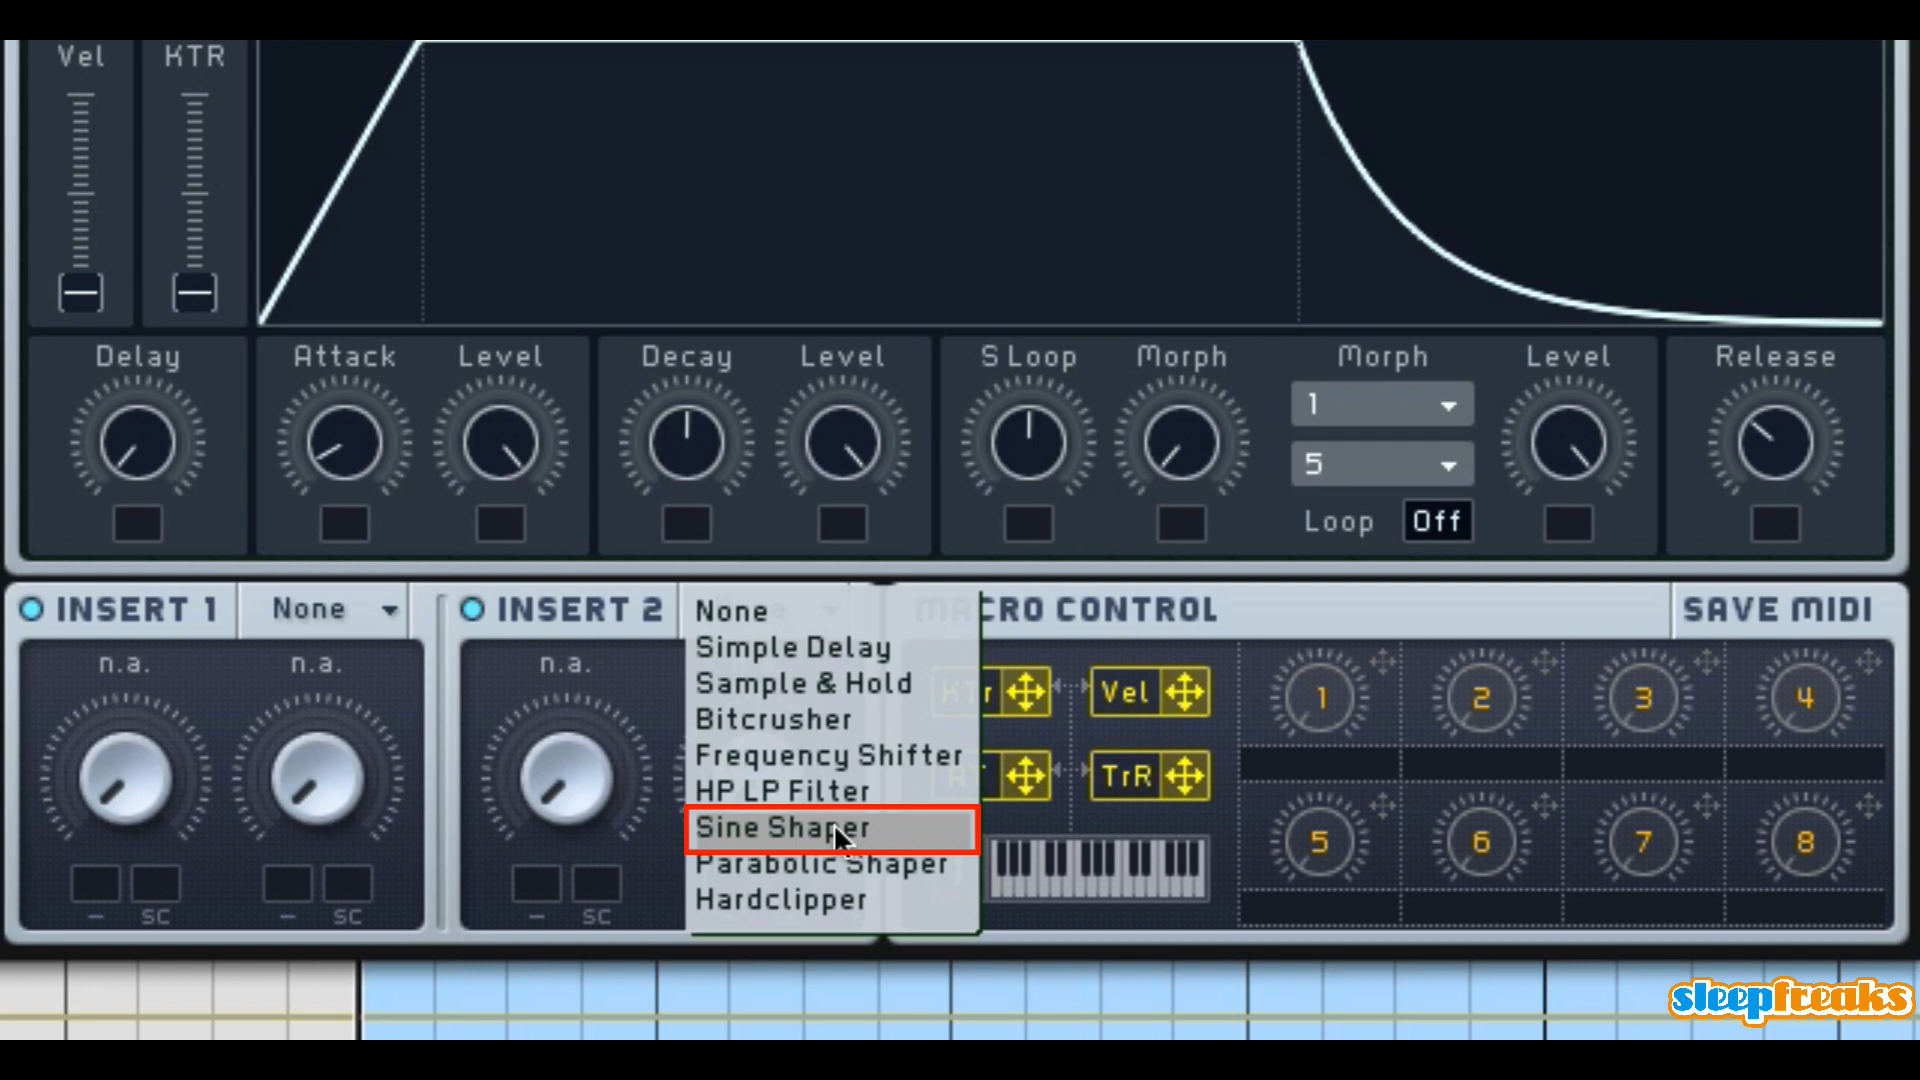 Vel KTR
Delay Attack Level Decay Level S Loop Morph Morph Level Release
1
5
Loop Off
INSERT 1 None INSERT 2 CRO CONTROL SAVE MIDI
None
Simple Delay
Sample & Hold
Bitcrusher
Frequency Shifter
HP LP Filter
Sine Shaper
Parabolic Shaper
Hardclipper
n.a. n.a. n.a.
Vel 1 2 3 4
TrR
5 6 7 8
SC SC SC
sleepfreaks